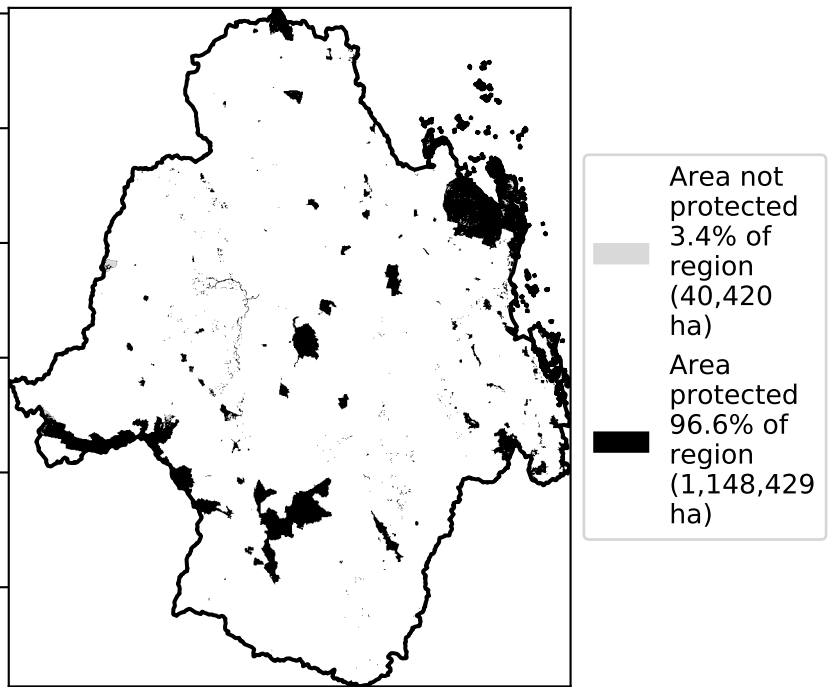 Area not
protected
3.4% of
region
(40,420
ha)
Area
protected
96.6% of
region
(1,148,429
ha)